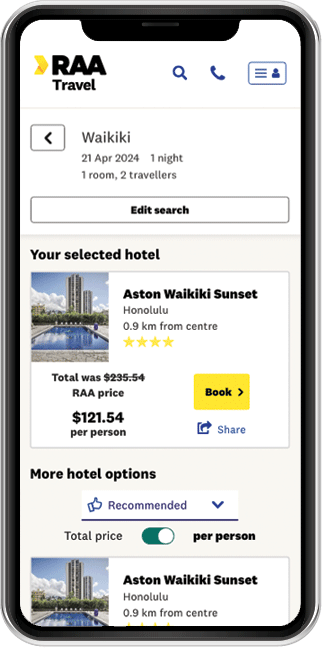 RAA
Travel
Waikiki
21 Apr 2024 1 night
1 room, 2 travellers
Edit search
Your selected hotel
Aston Waikiki Sunset
Honolulu
0.9 km from centre
Total was $235.54
RAA price
$121.54
per person
Book
Share
More hotel options
Recommended
Total price per person
Aston Waikiki Sunset
Honolulu
0.9 km from centre